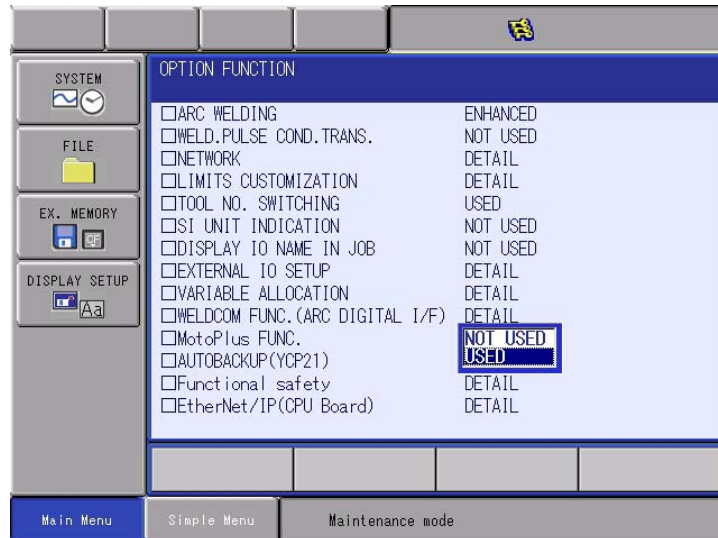 SYSTEM
FILE
EX. MEMORY
CF
DISPLAY SETUP
Aa
OPTION FUNCTION
ARC WELDING ENHANCED
WELD.PULSE COND.TRANS. NOT USED
NETWORK DETAIL
LIMITS CUSTOMIZATION DETAIL
TOOL NO. SWITCHING USED
SI UNIT INDICATION NOT USED
DISPLAY IO NAME IN JOB NOT USED
EXTERNAL IO SETUP DETAIL
VARIABLE ALLOCATION DETAIL
WELDCOM FUNC.(ARC DIGITAL I/F) DETAIL
MotoPlus FUNC. NOT USED
AUTOBACKUP(YCP21) USED
Functional safety DETAIL
EtherNet/IP(CPU Board) DETAIL
Main Menu
Simple Menu
Maintenance mode